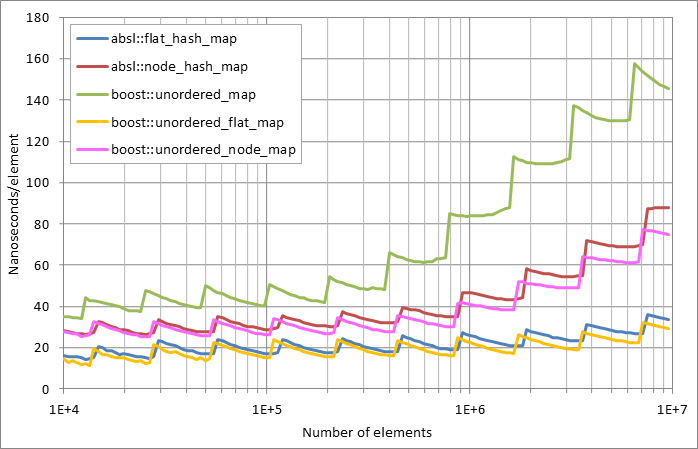 180
160
140
120
100
80
60
40
20
0
Nanoseconds/element
absl::flat_hash_map
absl::node_hash_map
boost::unordered_map
boost::unordered_flat_map
boost::unordered_node_map
1E+4
1E+5
1E+6
1E+7
Number of elements